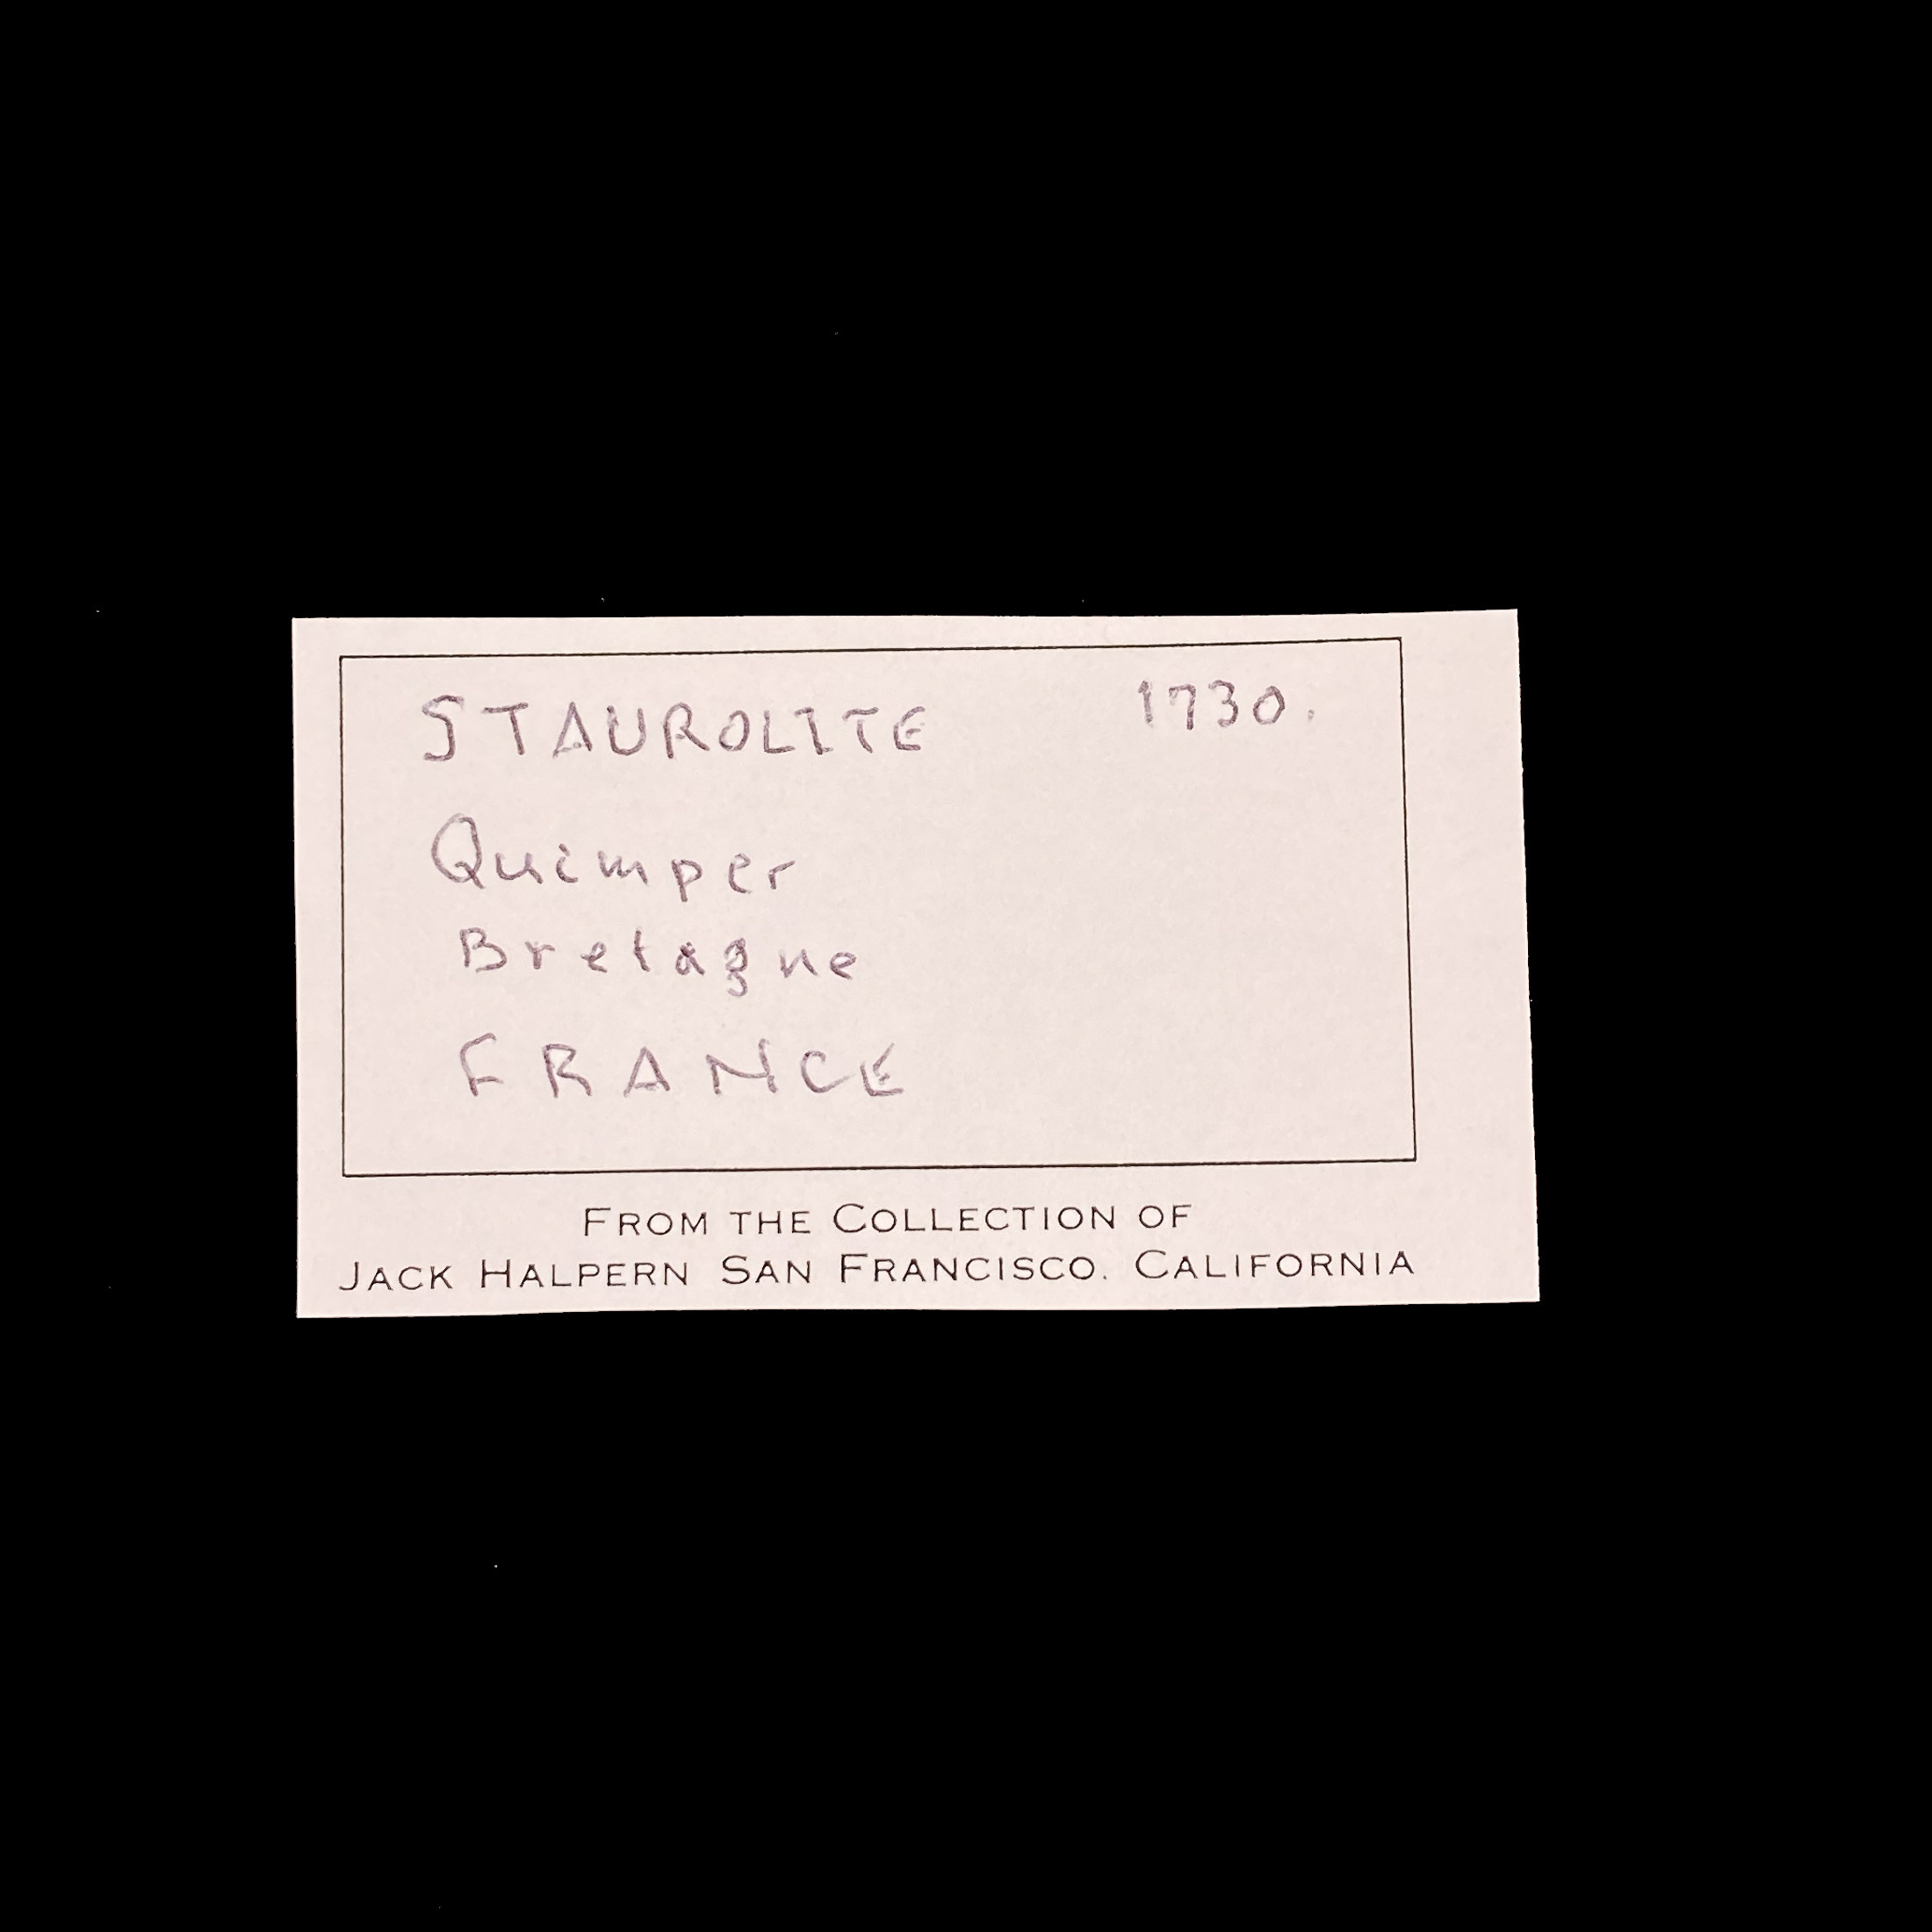 STAUROLITE 1730.
Quimper
Bretagne
FRANCE
FROM THE COLLECTION OF
JACK HALPERN SAN FRANCISCO. CALIFORNIA